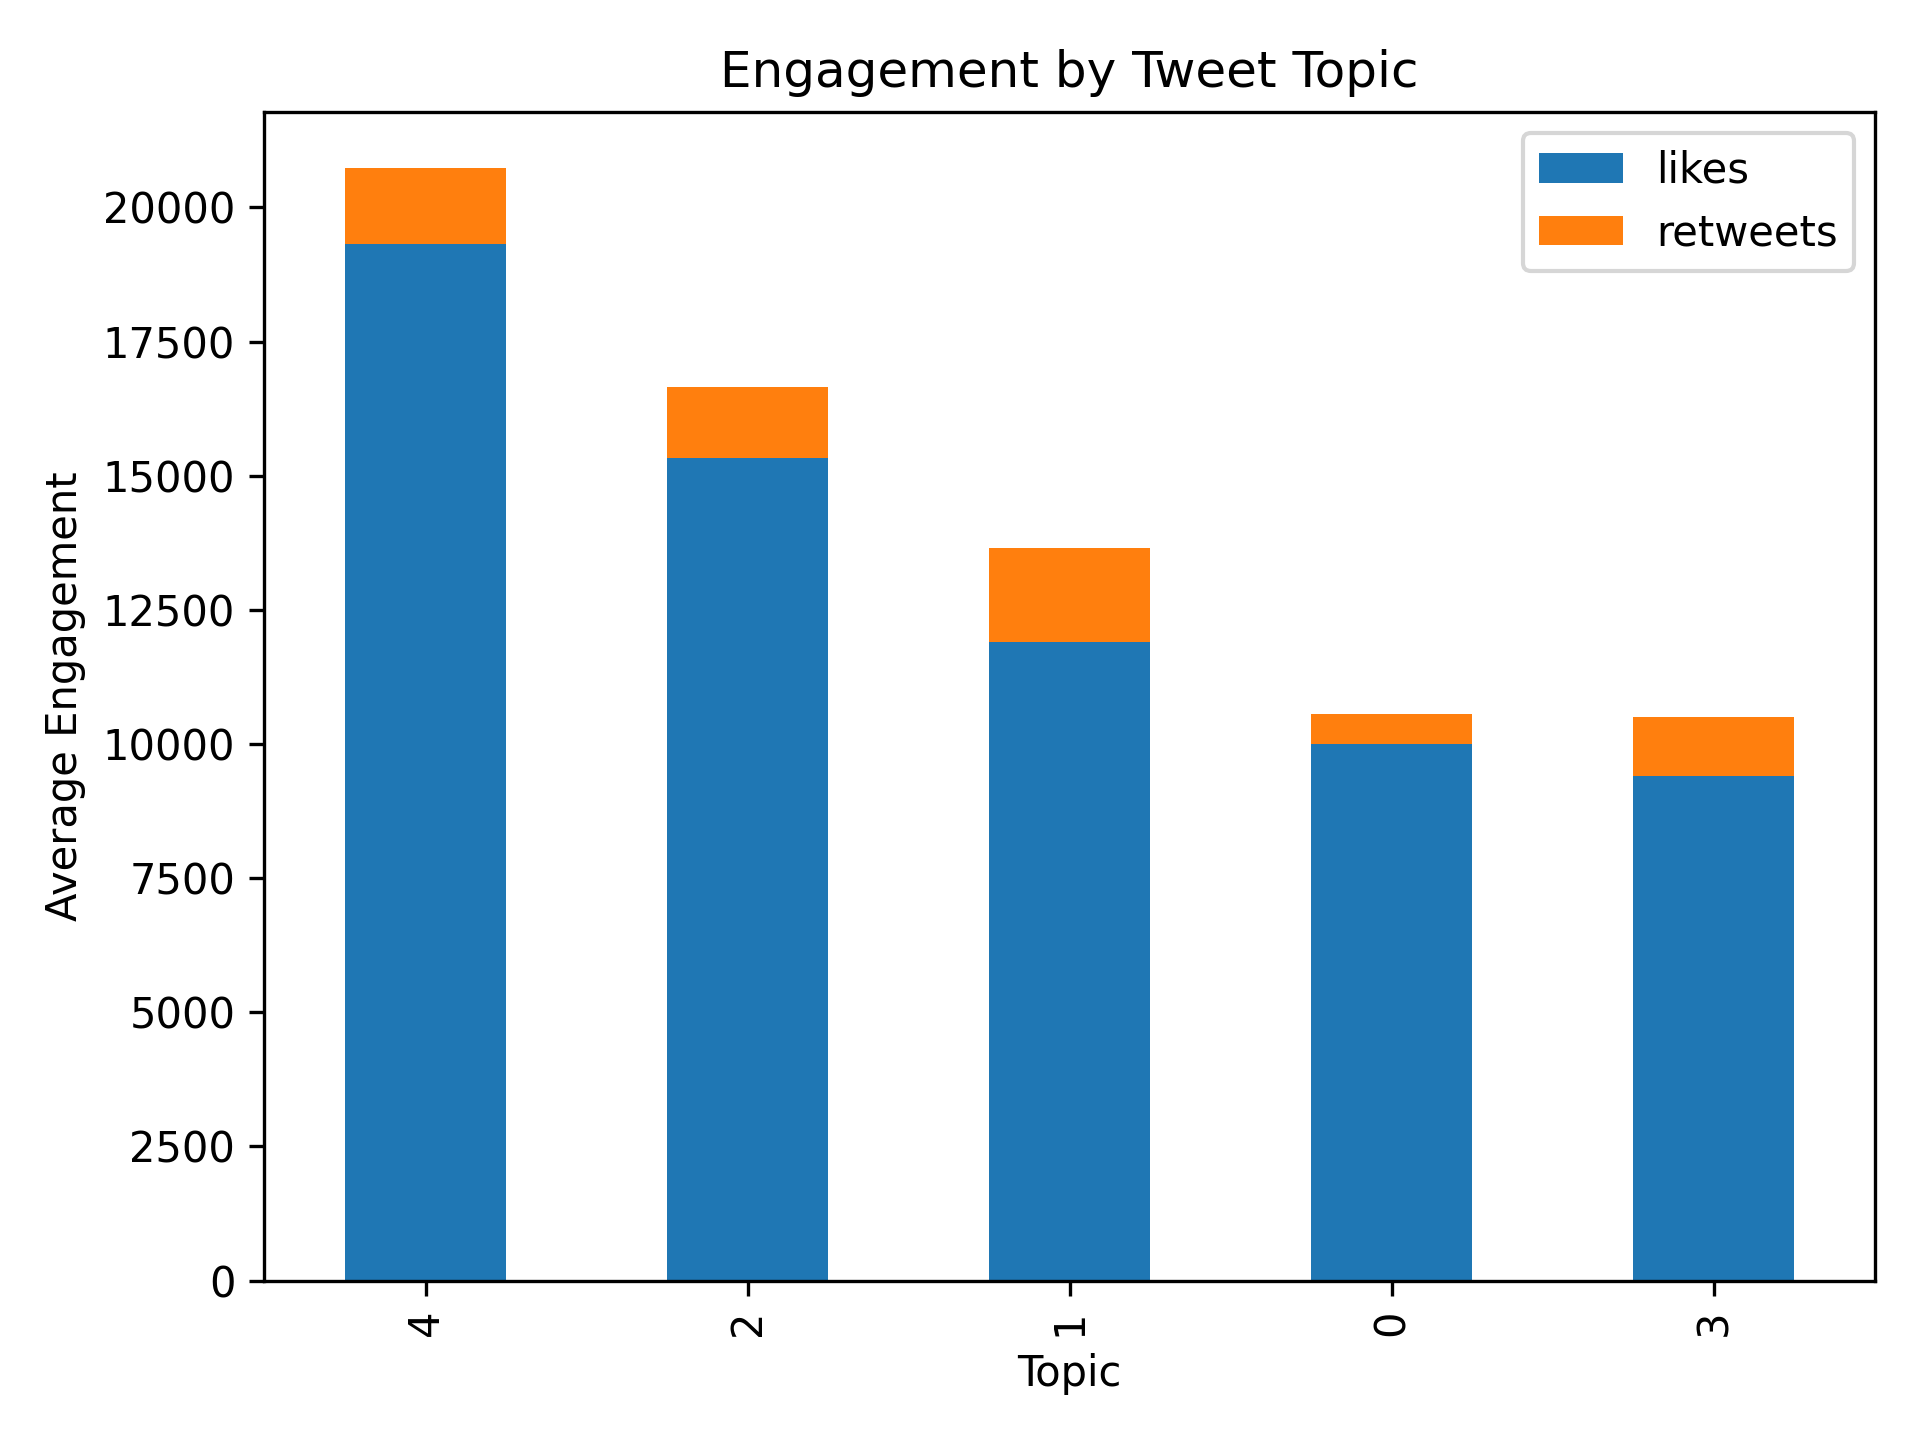 Engagement by Tweet Topic
likes
retweets
Average Engagement
20000
17500
15000
12500
10000
7500
5000
2500
0
4 2 1 0 3
Topic